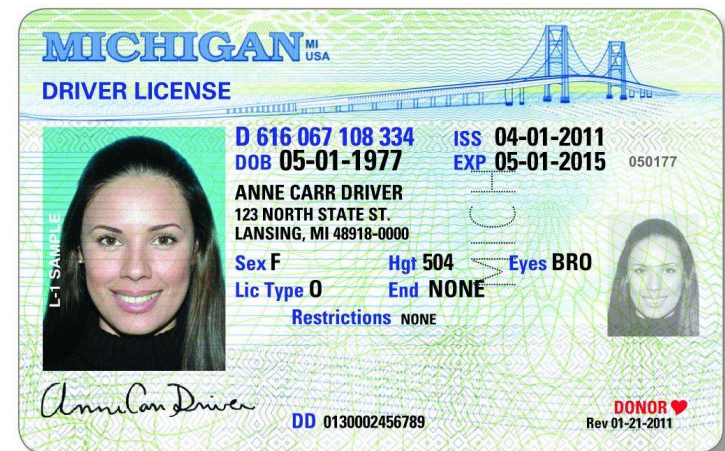 MICHIGAN MI USA
DRIVER LICENSE
D 616 067 108 334 ISS 04-01-2011
DOB 05-01-1977 EXP 05-01-2015 050177
ANNE CARR DRIVER
123 NORTH STATE ST.
LANSING, MI 48918-0000
Sex F Hgt 504 Eyes BRO
Lic Type O End NONE
Restrictions NONE
L-1 SAMPLE
MICH
Anne Carr Driver
DD 0130002456789
DONOR
Rev 01-21-2011